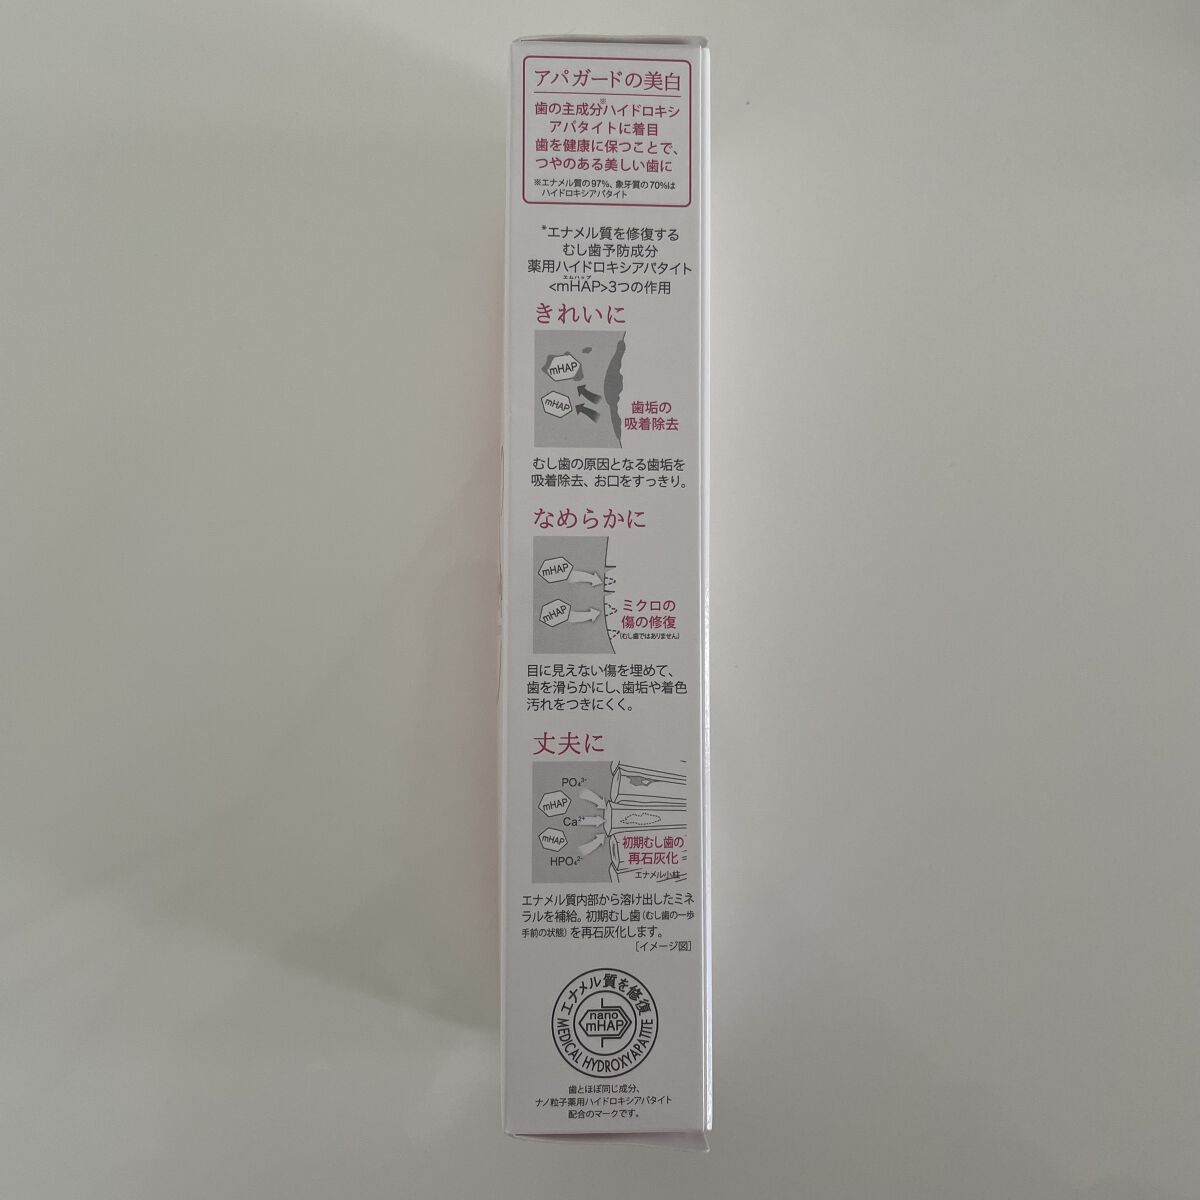 アパガードの美白
歯の主成分※ハイドロキシ
アパタイトに着目
歯を健康に保つことで、
つやのある美しい歯に
※エナメル質の97%、象牙質の70%は
ハイドロキシアパタイト
*エナメル質を修復する
むし歯予防成分
薬用ハイドロキシアパタイト
エムハップ
<mHAP>3つの作用
きれいに
mHAP
mHAP
歯垢の
吸着除去
むし歯の原因となる歯垢を
吸着除去、お口をすっきり。
なめらかに
mHAP
mHAP
ミクロの
傷の修復
(むし歯ではありません)
目に見えない傷を埋めて、
歯を滑らかにし、歯垢や着色
汚れをつきにくく。
丈夫に
PO₄³⁻
mHAP
Ca²⁺
mHAP
HPO₄²⁻
初期むし歯の
再石灰化
エナメル小柱
エナメル質内部から溶け出したミネ
ラルを補給。初期むし歯(むし歯の一歩
手前の状態)を再石灰化します。
[イメージ図]
エナメル質を修復
nano
mHAP
MEDICAL HYDROXYAPATITE
歯とほぼ同じ成分、
ナノ粒子薬用ハイドロキシアパタイト
配合のマークです。